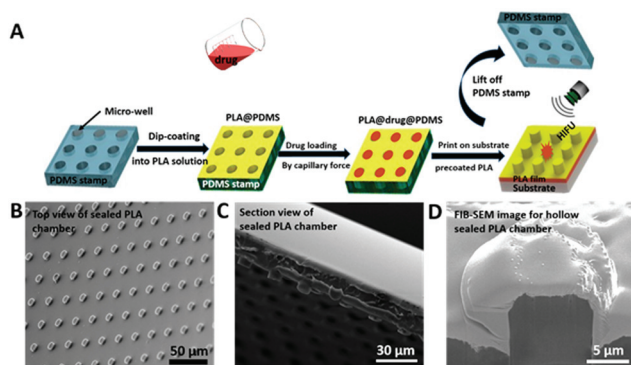 A
drug
PDMS stamp
Lift off
PDMS stamp
Micro-well
PLA@PDMS
PLA@drug@PDMS
HIFU
Dip-coating
into PLA solution
Drug loading
By capillary force
Print on substrate
precoated PLA
PDMS stamp
PDMS stamp
PLA film
Substrate
B
Top view of sealed PLA
chamber
50 µm
C
Section view of
sealed PLA chamber
30 µm
D
FIB-SEM image for hollow
sealed PLA chamber
5 µm